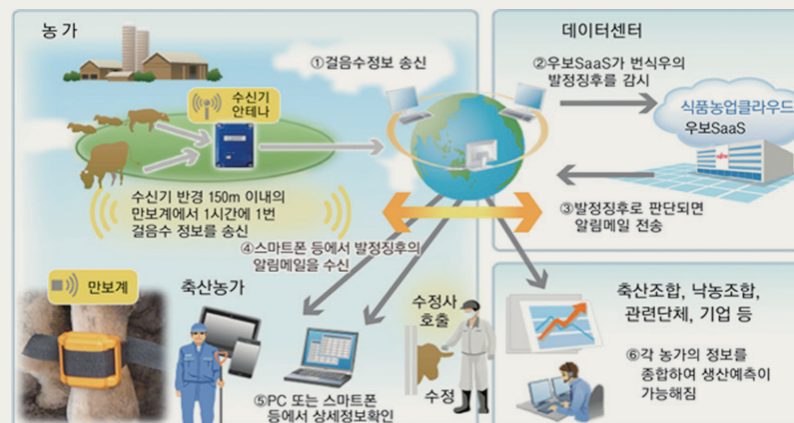 농 가
①걸음수정보 송신
수신기
안테나
수신기 반경 150m 이내의
만보계에서 1시간에 1번
걸음수 정보를 송신
데이터센터
②우보SaaS가 번식우의
발정징후를 감시
식품농업클라우드
우보SaaS
③발정징후로 판단되면
알림메일 전송
④스마트폰 등에서 발정징후의
알림메일을 수신
만보계
축산농가
⑤PC 또는 스마트폰
등에서 상세정보확인
수정사
호출
수정
축산조합, 낙농조합,
관련단체, 기업 등
⑥각 농가의 정보를
종합하여 생산예측이
가능해짐